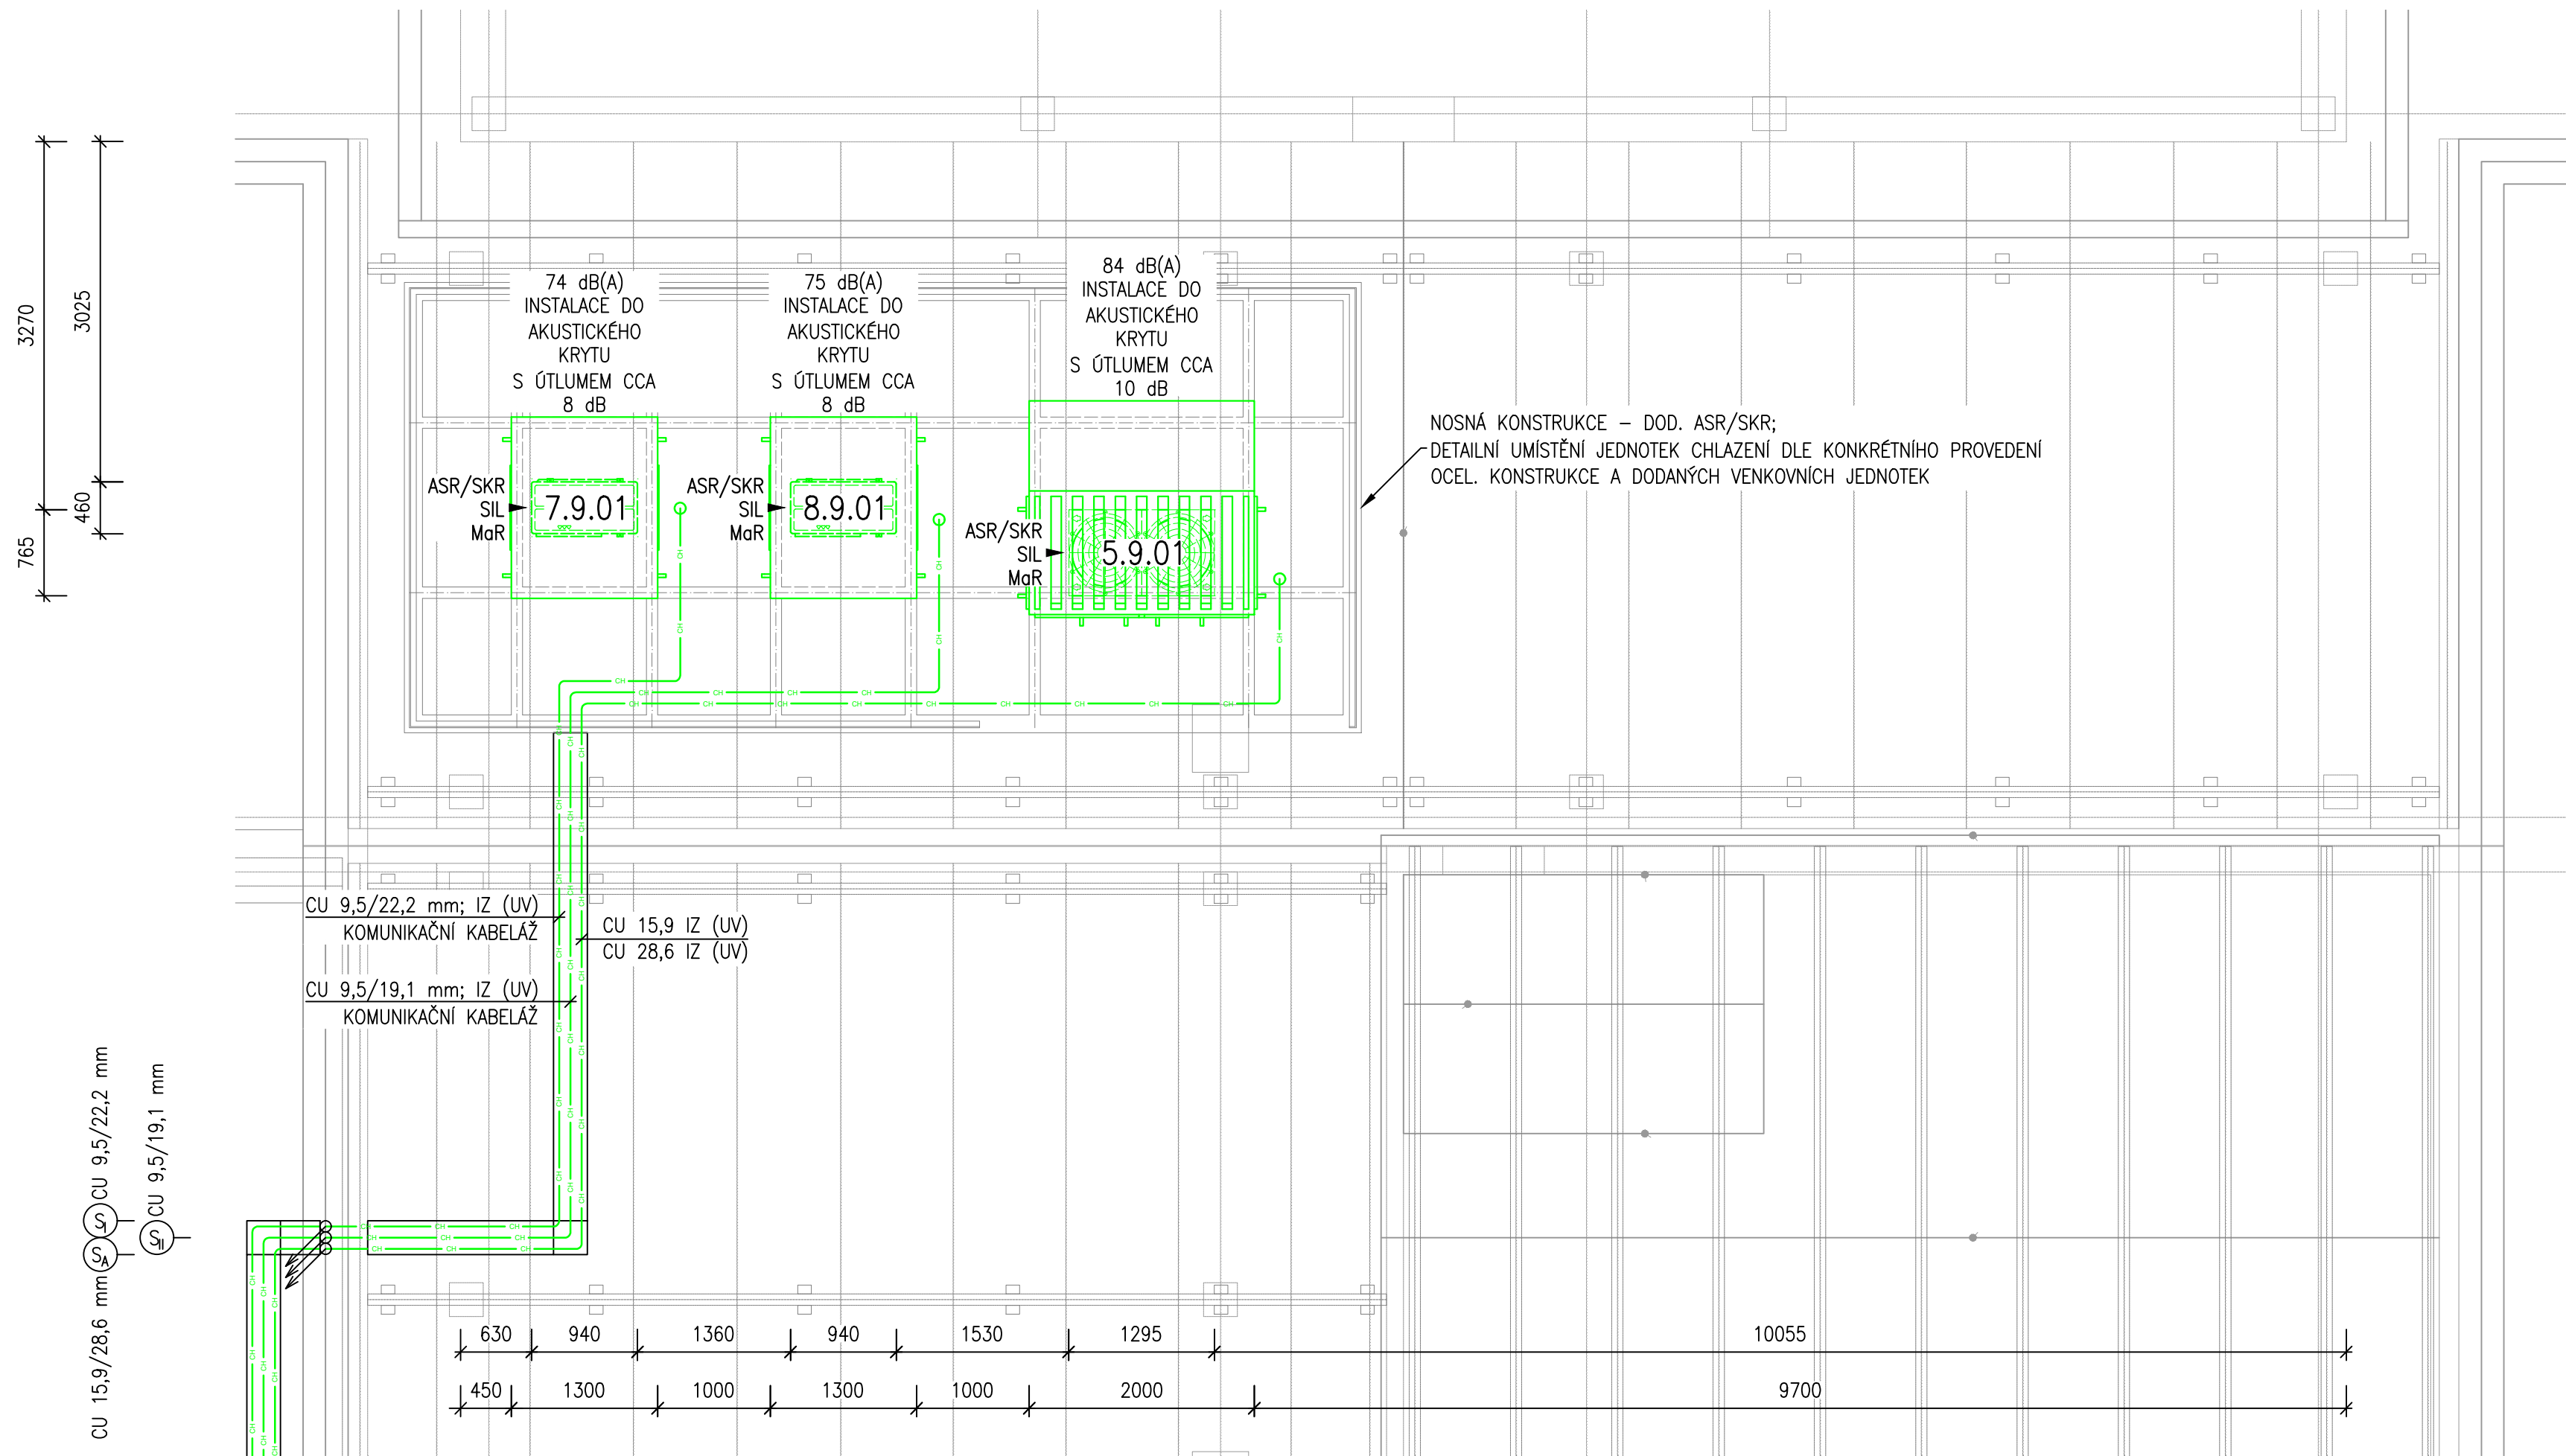 74 dB(A)
INSTALACE DO
AKUSTICKÉHO
KRYTU
S ÚTLUMEM CCA
8 dB
75 dB(A)
INSTALACE DO
AKUSTICKÉHO
KRYTU
S ÚTLUMEM CCA
8 dB
84 dB(A)
INSTALACE DO
AKUSTICKÉHO
KRYTU
S ÚTLUMEM CCA
10 dB
NOSNÁ KONSTRUKCE – DOD. ASR/SKR;
DETAILNÍ UMÍSTĚNÍ JEDNOTEK CHLAZENÍ DLE KONKRÉTNÍHO PROVEDENÍ
OCEL. KONSTRUKCE A DODANÝCH VENKOVNÍCH JEDNOTEK
ASR/SKR
SIL
MaR
7.9.01
ASR/SKR
SIL
MaR
8.9.01
ASR/SKR
SIL
MaR
5.9.01
3270
3025
460
765
CU 9,5/22,2 mm; IZ (UV)
KOMUNIKAČNÍ KABELÁŽ
CU 15,9 IZ (UV)
CU 28,6 IZ (UV)
CU 9,5/19,1 mm; IZ (UV)
KOMUNIKAČNÍ KABELÁŽ
SI CU 9,5/22,2 mm
SII CU 9,5/19,1 mm
CU 15,9/28,6 mm SA
630 940 1360 940 1530 1295 10055
450 1300 1000 1300 1000 2000 9700